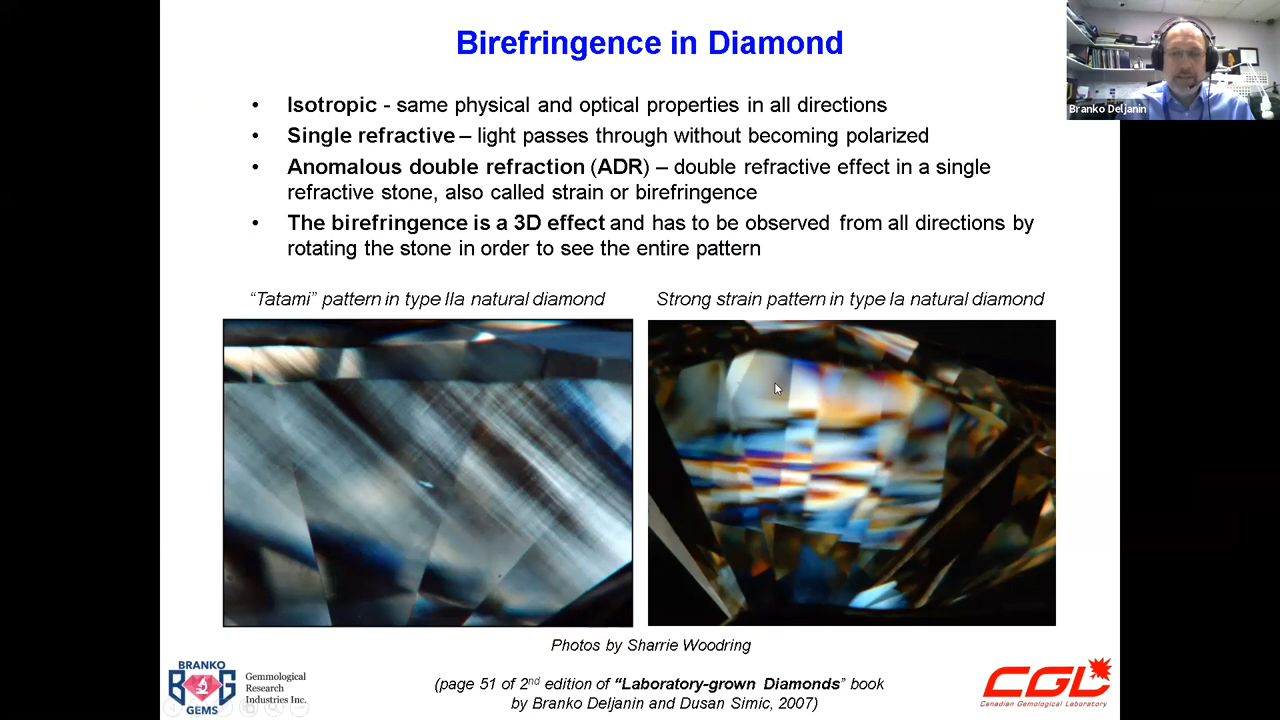 Birefringence in Diamond
Branko Deljanin
• Isotropic - same physical and optical properties in all directions
• Single refractive – light passes through without becoming polarized
• Anomalous double refraction (ADR) – double refractive effect in a single
refractive stone, also called strain or birefringence
• The birefringence is a 3D effect and has to be observed from all directions by
rotating the stone in order to see the entire pattern
“Tatami” pattern in type IIa natural diamond
Strong strain pattern in type Ia natural diamond
Photos by Sharrie Woodring
(page 51 of 2nd edition of “Laboratory-grown Diamonds” book
by Branko Deljanin and Dusan Simic, 2007)
BRANKO
GEMS
Gemmological
Research
Industries Inc.
CGL
Canadian Gemological Laboratory